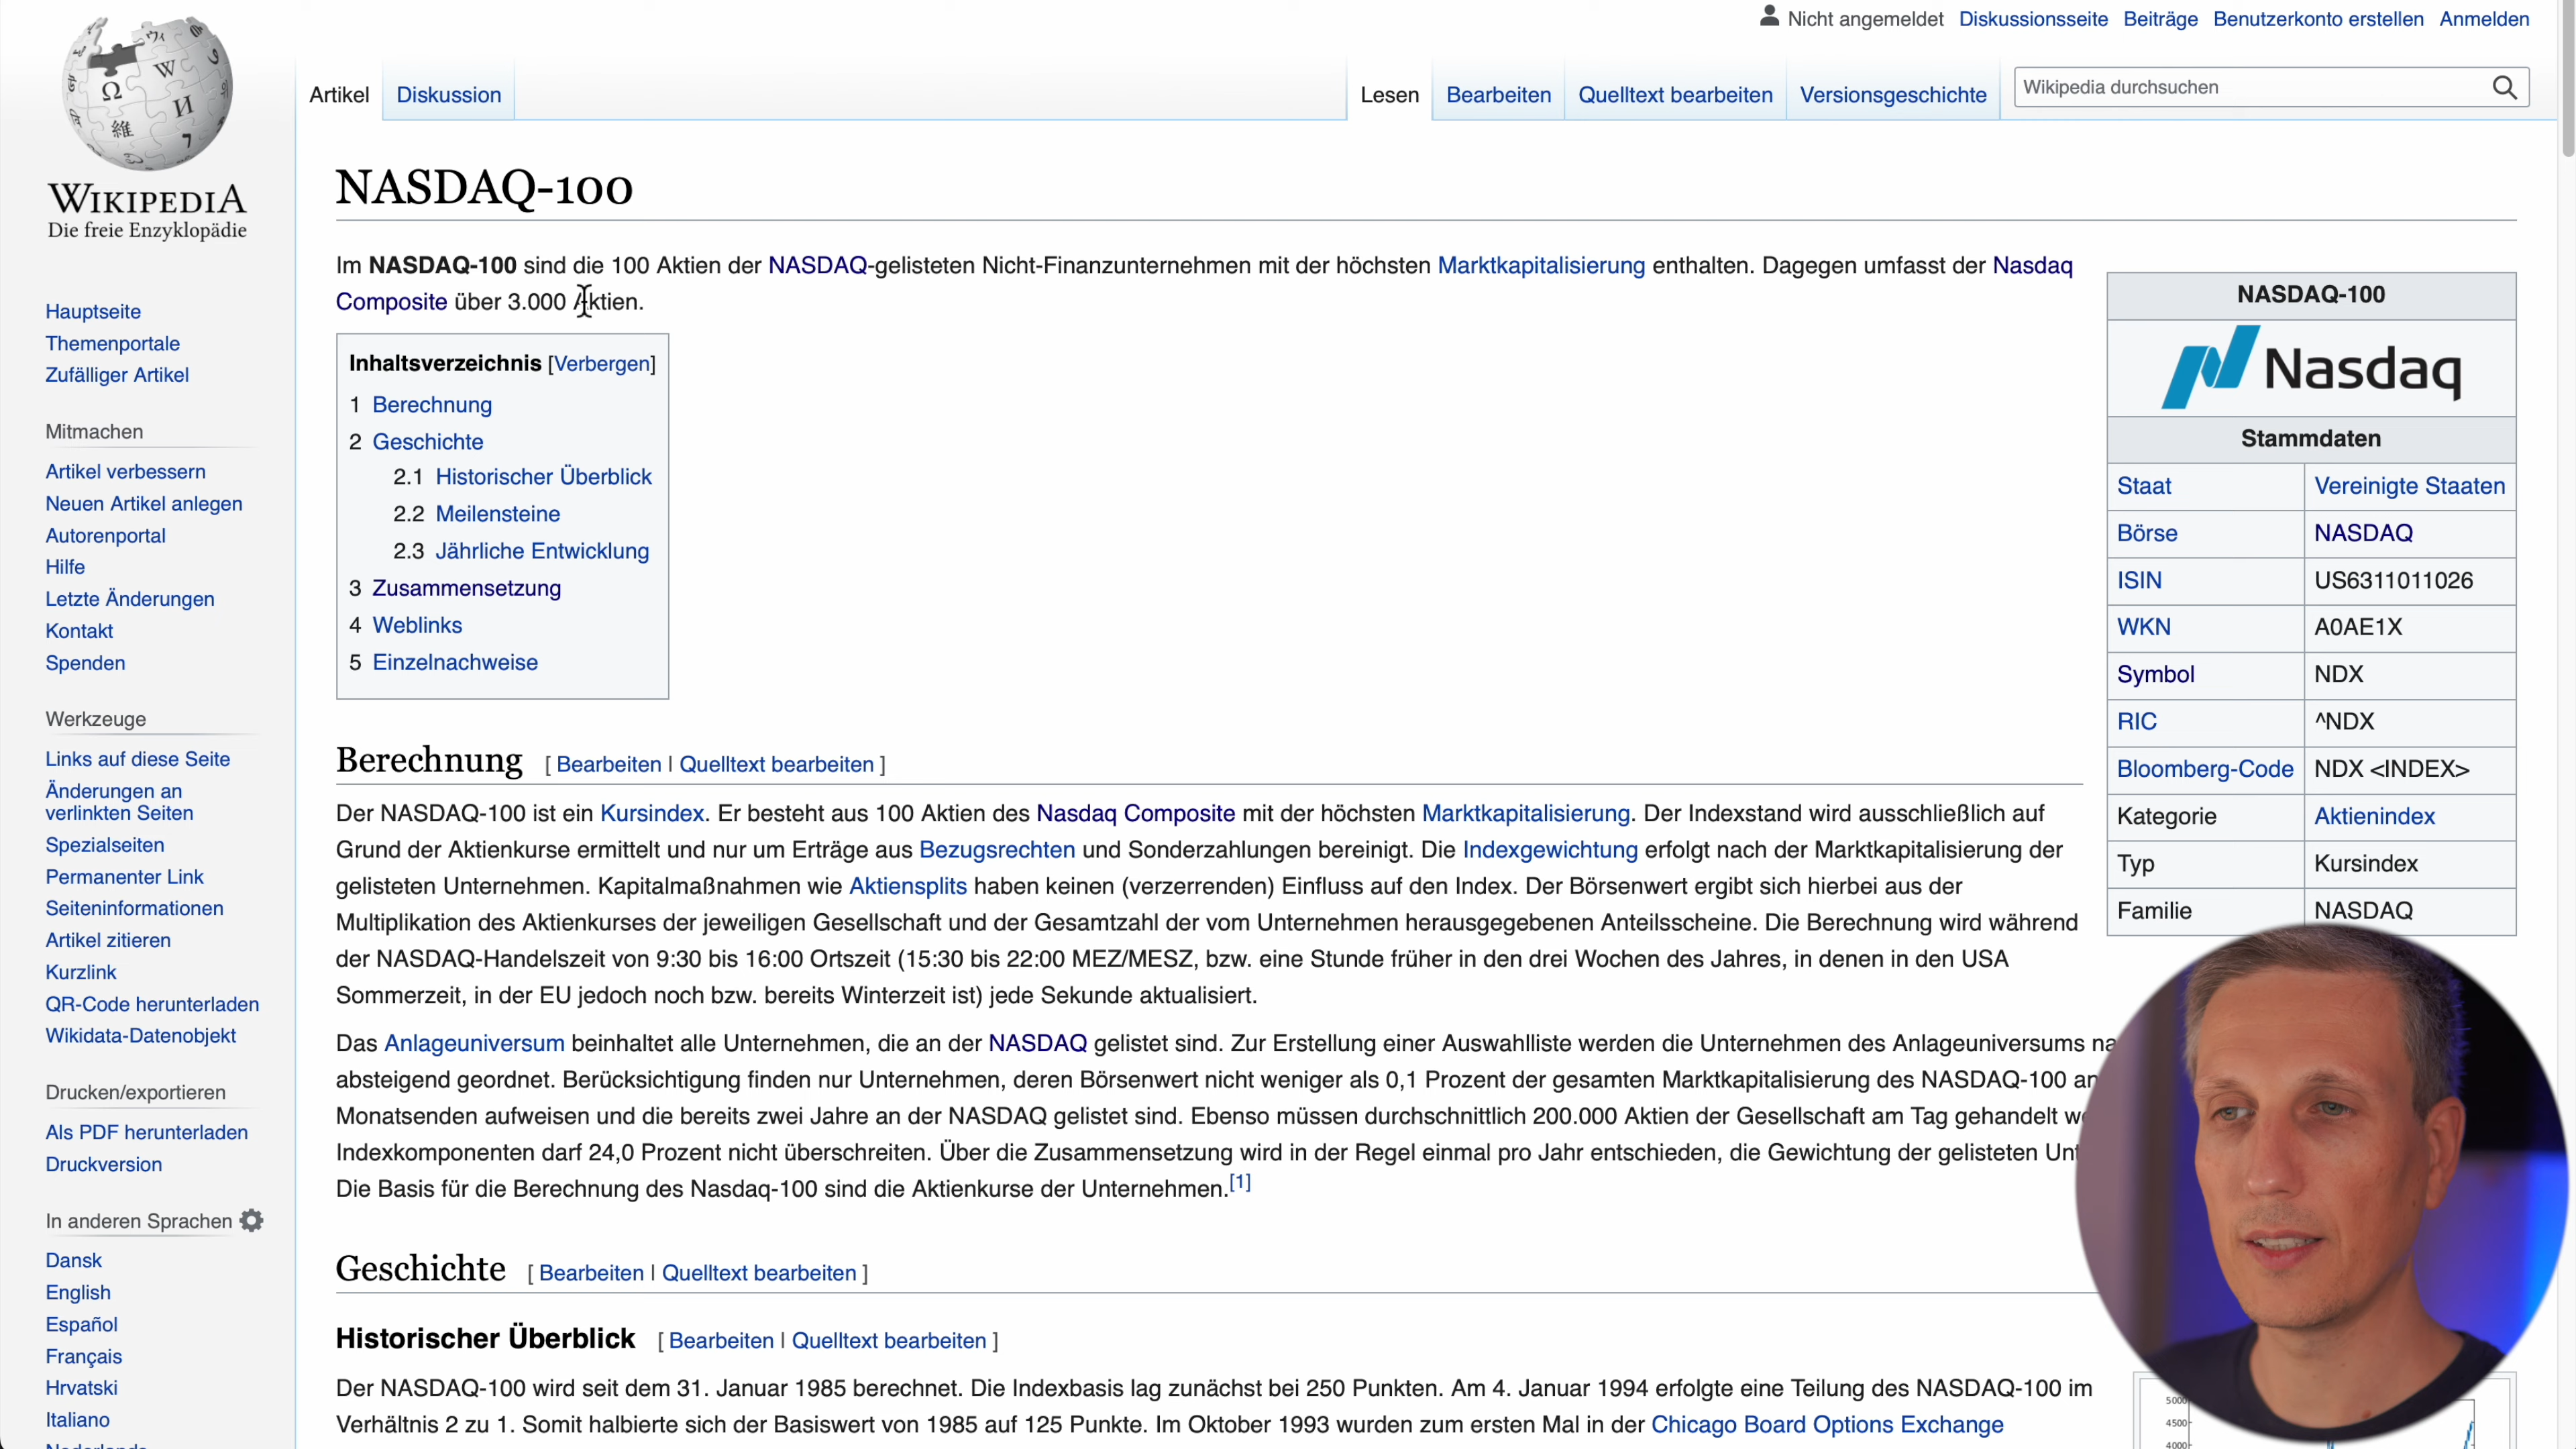 Nicht angemeldet Diskussionsseite Beiträge Benutzerkonto erstellen Anmelden
Artikel Diskussion Lesen Bearbeiten Quelltext bearbeiten Versionsgeschichte Wikipedia durchsuchen
WIKIPEDIA
Die freie Enzyklopädie
Hauptseite
Themenportale
Zufälliger Artikel
Mitmachen
Artikel verbessern
Neuen Artikel anlegen
Autorenportal
Hilfe
Letzte Änderungen
Kontakt
Spenden
Werkzeuge
Links auf diese Seite
Änderungen an
verlinkten Seiten
Spezialseiten
Permanenter Link
Seiteninformationen
Artikel zitieren
Kurzlink
QR-Code herunterladen
Wikidata-Datenobjekt
Drucken/exportieren
Als PDF herunterladen
Druckversion
In anderen Sprachen
Dansk
English
Español
Français
Hrvatski
Italiano
NASDAQ-100
Im NASDAQ-100 sind die 100 Aktien der NASDAQ-gelisteten Nicht-Finanzunternehmen mit der höchsten Marktkapitalisierung enthalten. Dagegen umfasst der Nasdaq
Composite über 3.000 Aktien.
Inhaltsverzeichnis [Verbergen]
1 Berechnung
2 Geschichte
2.1 Historischer Überblick
2.2 Meilensteine
2.3 Jährliche Entwicklung
3 Zusammensetzung
4 Weblinks
5 Einzelnachweise
NASDAQ-100
Nasdaq
Stammdaten
Staat Vereinigte Staaten
Börse NASDAQ
ISIN US6311011026
WKN A0AE1X
Symbol NDX
RIC ^NDX
Bloomberg-Code NDX <INDEX>
Kategorie Aktienindex
Typ Kursindex
Familie NASDAQ
Berechnung [ Bearbeiten | Quelltext bearbeiten ]
Der NASDAQ-100 ist ein Kursindex. Er besteht aus 100 Aktien des Nasdaq Composite mit der höchsten Marktkapitalisierung. Der Indexstand wird ausschließlich auf
Grund der Aktienkurse ermittelt und nur um Erträge aus Bezugsrechten und Sonderzahlungen bereinigt. Die Indexgewichtung erfolgt nach der Marktkapitalisierung der
gelisteten Unternehmen. Kapitalmaßnahmen wie Aktiensplits haben keinen (verzerrenden) Einfluss auf den Index. Der Börsenwert ergibt sich hierbei aus der
Multiplikation des Aktienkurses der jeweiligen Gesellschaft und der Gesamtzahl der vom Unternehmen herausgegebenen Anteilsscheine. Die Berechnung wird während
der NASDAQ-Handelszeit von 9:30 bis 16:00 Ortszeit (15:30 bis 22:00 MEZ/MESZ, bzw. eine Stunde früher in den drei Wochen des Jahres, in denen in den USA
Sommerzeit, in der EU jedoch noch bzw. bereits Winterzeit ist) jede Sekunde aktualisiert.
Das Anlageuniversum beinhaltet alle Unternehmen, die an der NASDAQ gelistet sind. Zur Erstellung einer Auswahlliste werden die Unternehmen des Anlageuniversums
absteigend geordnet. Berücksichtigung finden nur Unternehmen, deren Börsenwert nicht weniger als 0,1 Prozent der gesamten Marktkapitalisierung des NASDAQ-100
Monatsenden aufweisen und die bereits zwei Jahre an der NASDAQ gelistet sind. Ebenso müssen durchschnittlich 200.000 Aktien der Gesellschaft am Tag gehandelt
Indexkomponenten darf 24,0 Prozent nicht überschreiten. Über die Zusammensetzung wird in der Regel einmal pro Jahr entschieden, die Gewichtung der gelisteten
Die Basis für die Berechnung des Nasdaq-100 sind die Aktienkurse der Unternehmen.[1]
Geschichte [ Bearbeiten | Quelltext bearbeiten ]
Historischer Überblick [ Bearbeiten | Quelltext bearbeiten ]
Der NASDAQ-100 wird seit dem 31. Januar 1985 berechnet. Die Indexbasis lag zunächst bei 250 Punkten. Am 4. Januar 1994 erfolgte eine Teilung des NASDAQ-100 im
Verhältnis 2 zu 1. Somit halbierte sich der Basiswert von 1985 auf 125 Punkte. Im Oktober 1993 wurden zum ersten Mal in der Chicago Board Options Exchange
5000
4500
4000